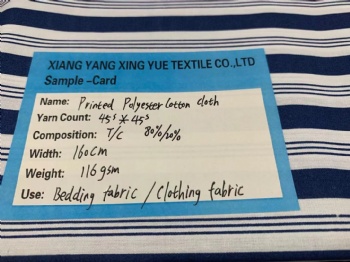 XIANG YANG XING YUE TEXTILE CO.,LTD
Sample-Card
Name: Printed Polyester Cotton cloth
Yarn Count: 45s * 45s
Composition: T/C 80%/20%
Width: 160cm
Weight: 116gsm
Use: Bedding fabric / Clothing fabric